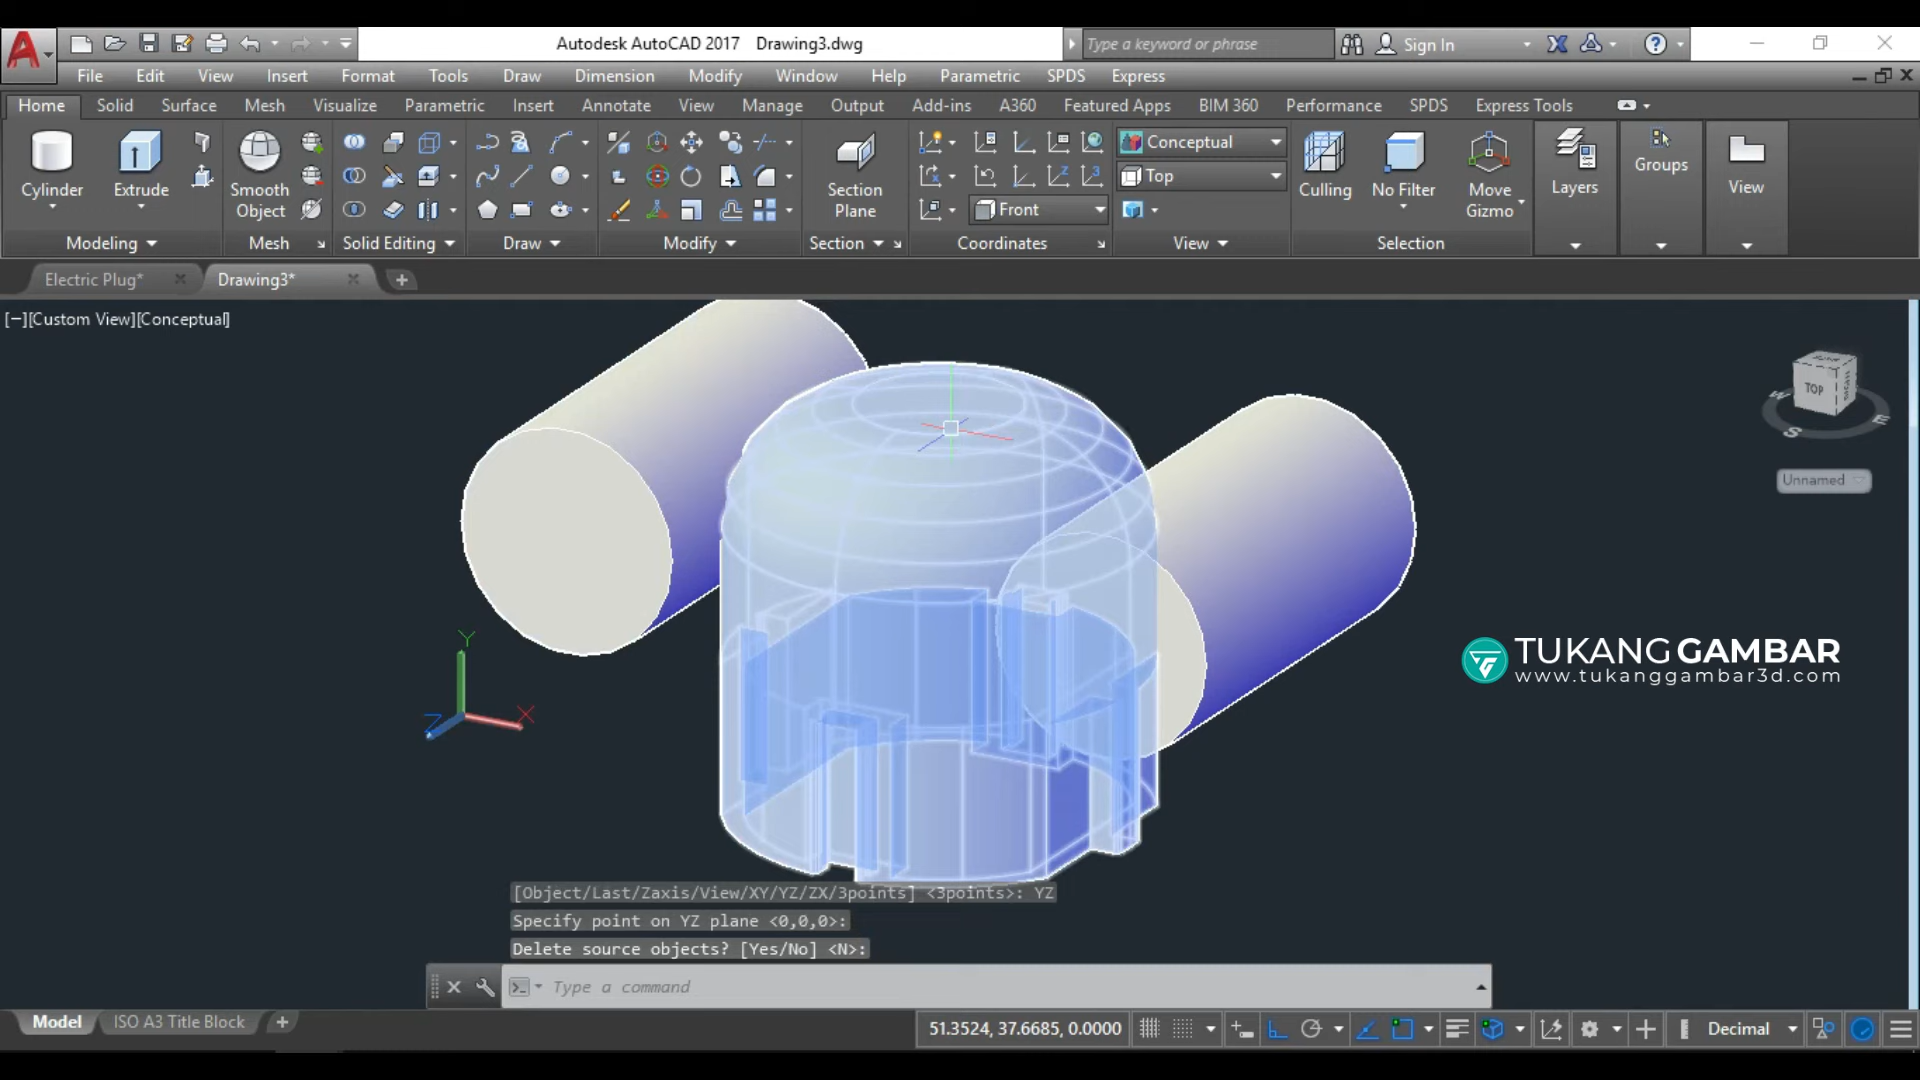 Autodesk AutoCAD 2017 Drawing3.dwg
Type a keyword or phrase
Sign In
File Edit View Insert Format Tools Draw Dimension Modify Window Help Parametric SPDS Express
Home Solid Surface Mesh Visualize Parametric Insert Annotate View Manage Output Add-ins A360 Featured Apps BIM 360 Performance SPDS Express Tools
Cylinder
Extrude
Smooth
Object
Section
Plane
Conceptual
Top
Front
Culling
No Filter
Move
Gizmo
Layers
Groups
View
Modeling
Mesh
Solid Editing
Draw
Modify
Section
Coordinates
View
Selection
Electric Plug*
Drawing3*
[−][Custom View][Conceptual]
TOP
W
S
E
Unnamed
Y
X
Z
TUKANG GAMBAR
www.tukanggambar3d.com
[Object/Last/Zaxis/View/XY/YZ/ZX/3points] <3points>: YZ
Specify point on YZ plane <0,0,0>:
Delete source objects? [Yes/No] <N>:
Type a command
Model
ISO A3 Title Block
51.3524, 37.6685, 0.0000
Decimal